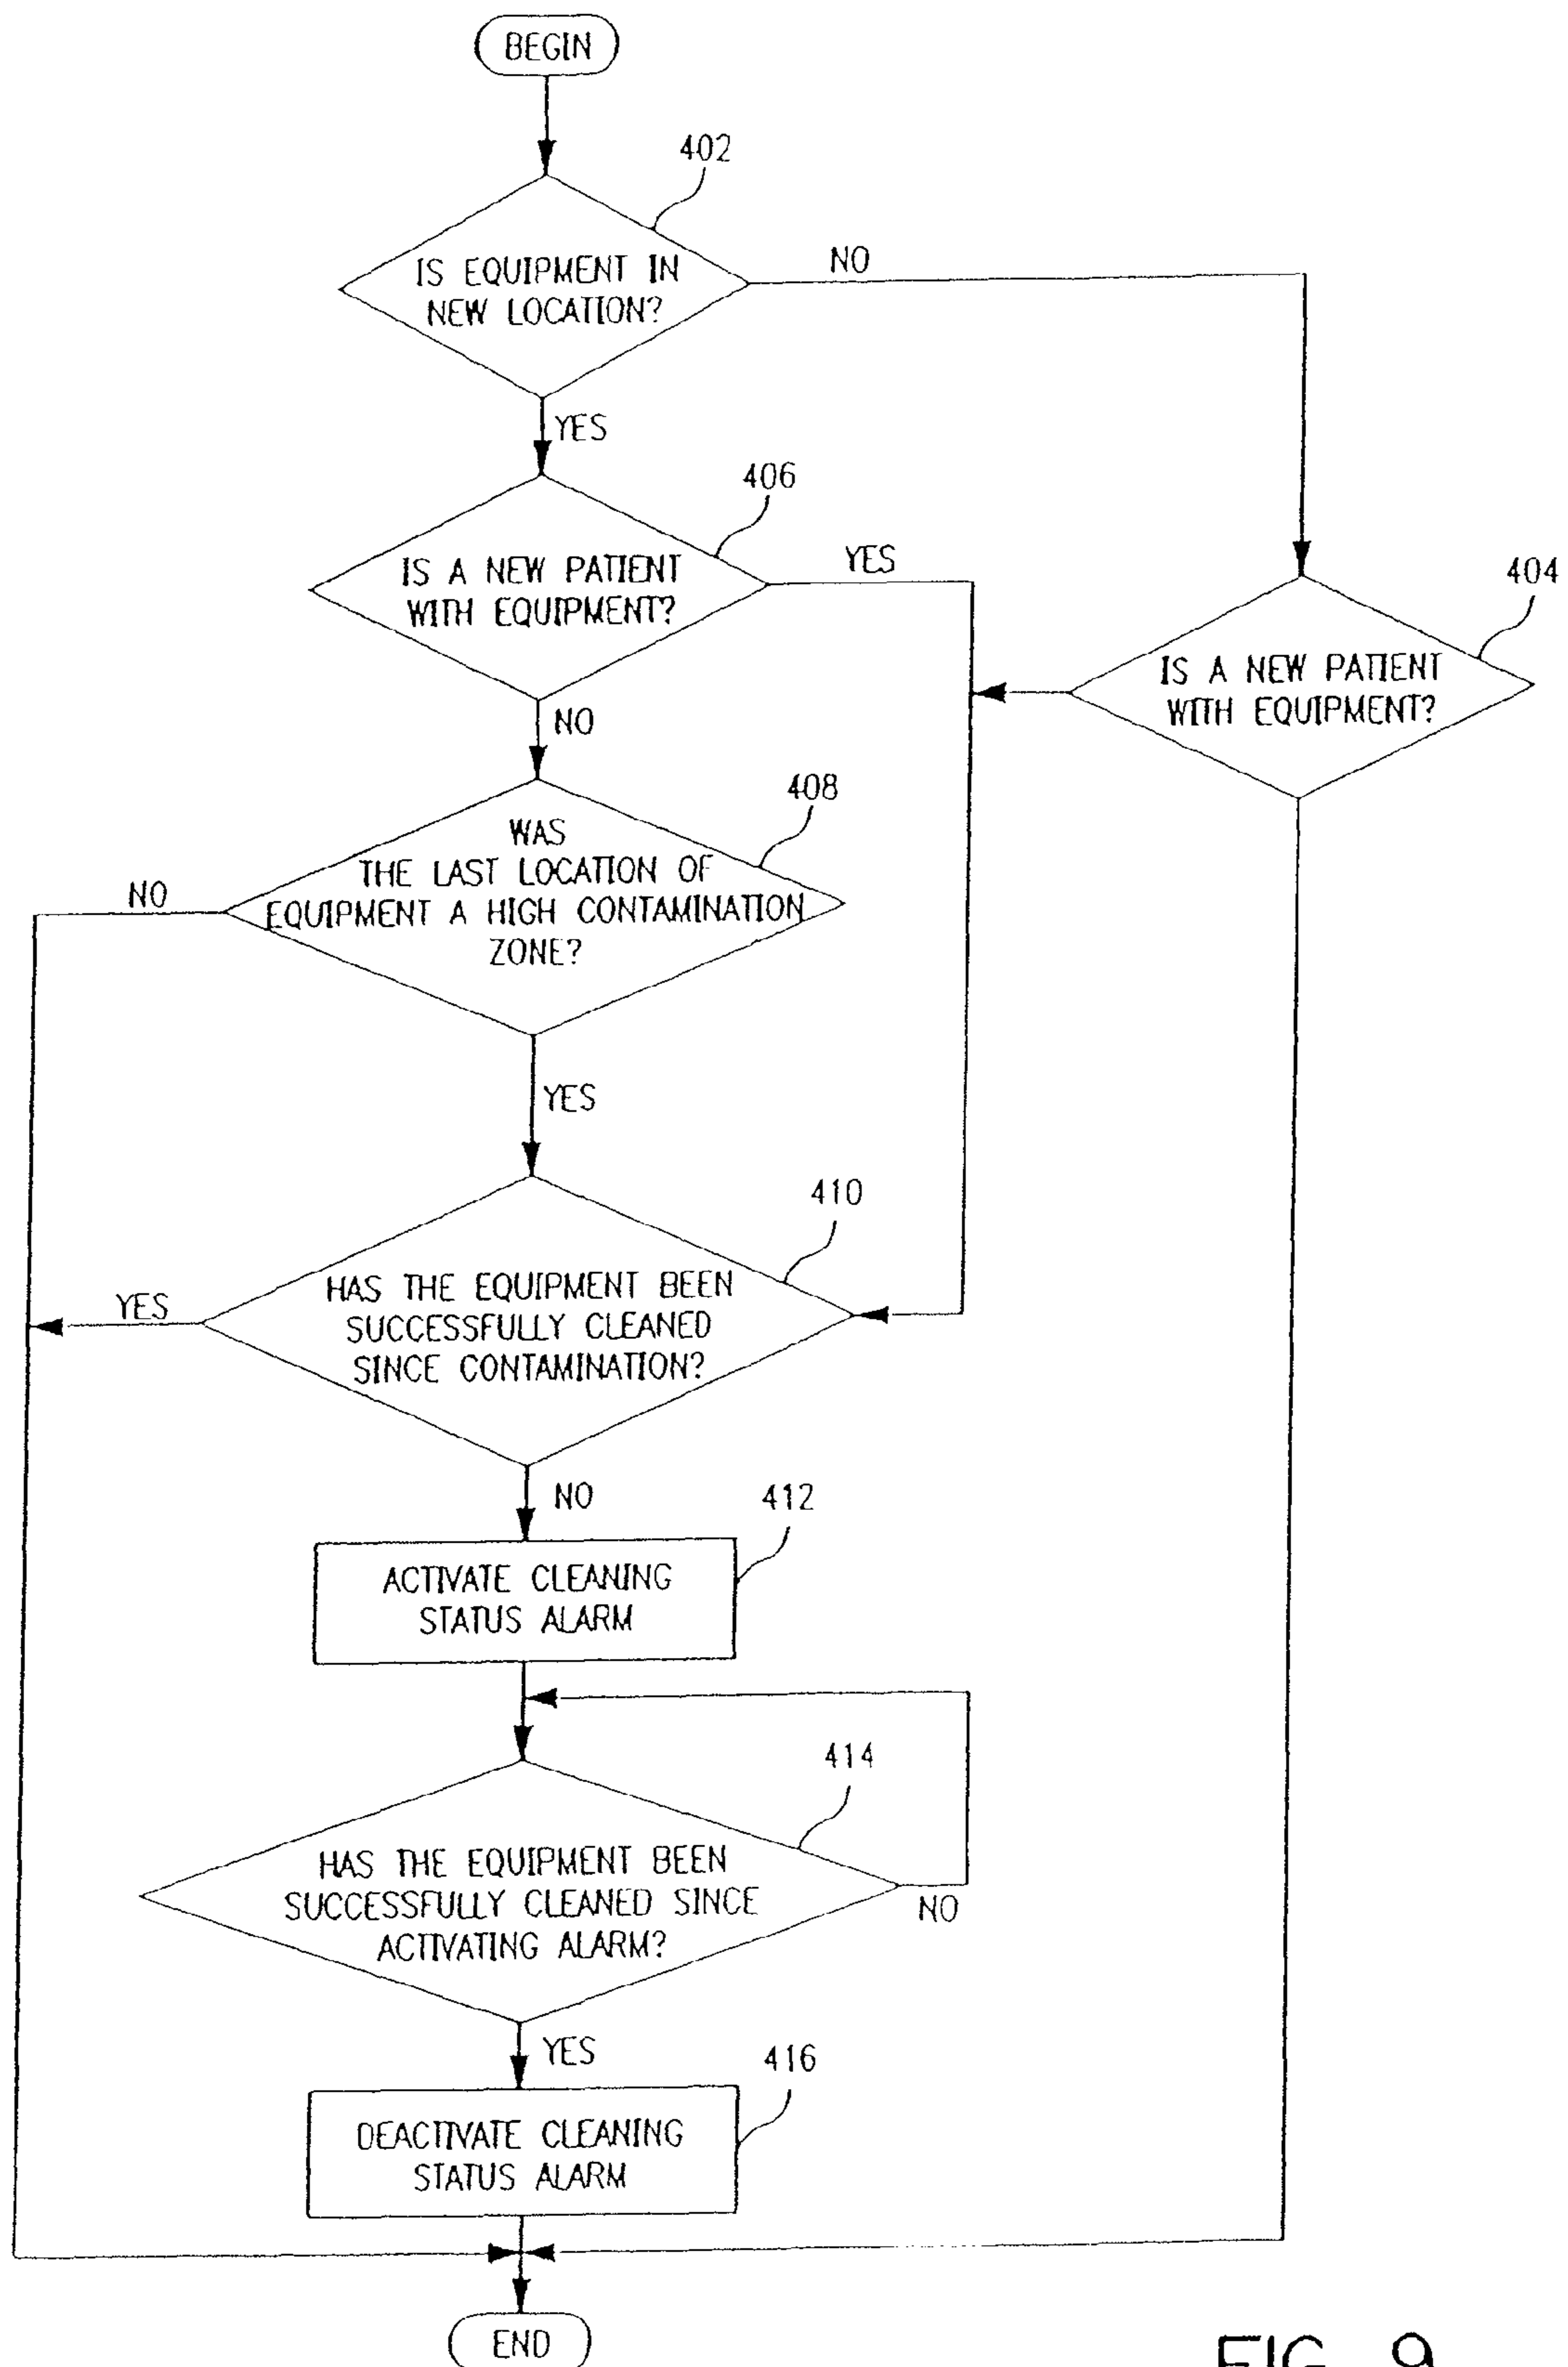 BEGIN
402
IS EQUIPMENT IN
NEW LOCATION?
NO
YES
406
IS A NEW PATIENT
WITH EQUIPMENT?
YES
404
IS A NEW PATIENT
WITH EQUIPMENT?
NO
408
WAS
THE LAST LOCATION OF
EQUIPMENT A HIGH CONTAMINATION
ZONE?
NO
YES
410
HAS THE EQUIPMENT BEEN
SUCCESSFULLY CLEANED
SINCE CONTAMINATION?
YES
NO
412
ACTIVATE CLEANING
STATUS ALARM
414
HAS THE EQUIPMENT BEEN
SUCCESSFULLY CLEANED SINCE
ACTIVATING ALARM?
NO
YES
416
DEACTIVATE CLEANING
STATUS ALARM
END
FIG. 9